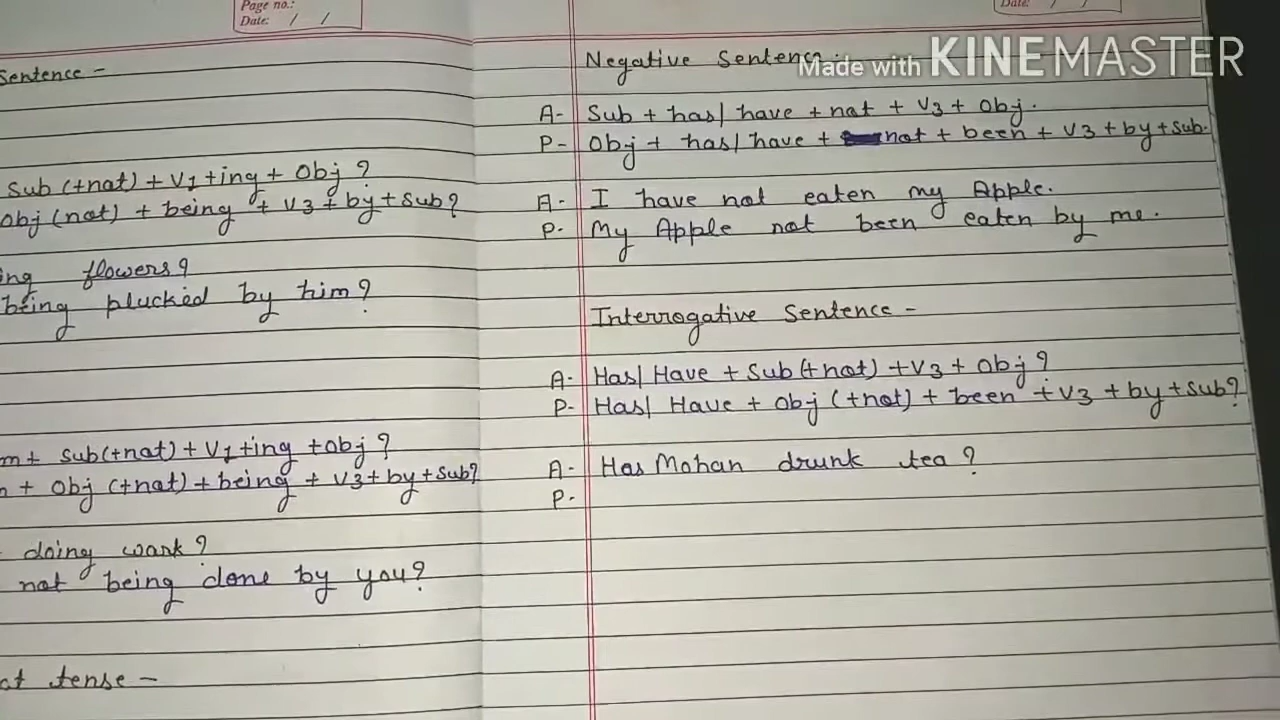 Page no.:
Date: / /
Sentence -
Sub (+not) + V1 + ing + Obj ?
Obj (not) + being + V3 + by + Sub?
ing flowers?
being plucked by him?
m + sub(+not) + V1 + ing + obj ?
+ Obj (+not) + being + V3 + by + Sub?
doing work?
not being done by you?
ct tense -
Date: / /
Made with KINEMASTER
Negative Sentence -
A- Sub + has/ have + not + V3 + Obj.
P- Obj + has/ have + not + been + V3 + by + Sub.
A- I have not eaten my Apple.
P- My Apple not been eaten by me.
Interrogative Sentence -
A- Has/ Have + Sub (+not) + V3 + Obj ?
P- Has/ Have + Obj (+not) + been + V3 + by + Sub?
A- Has Mohan drunk tea ?
P-